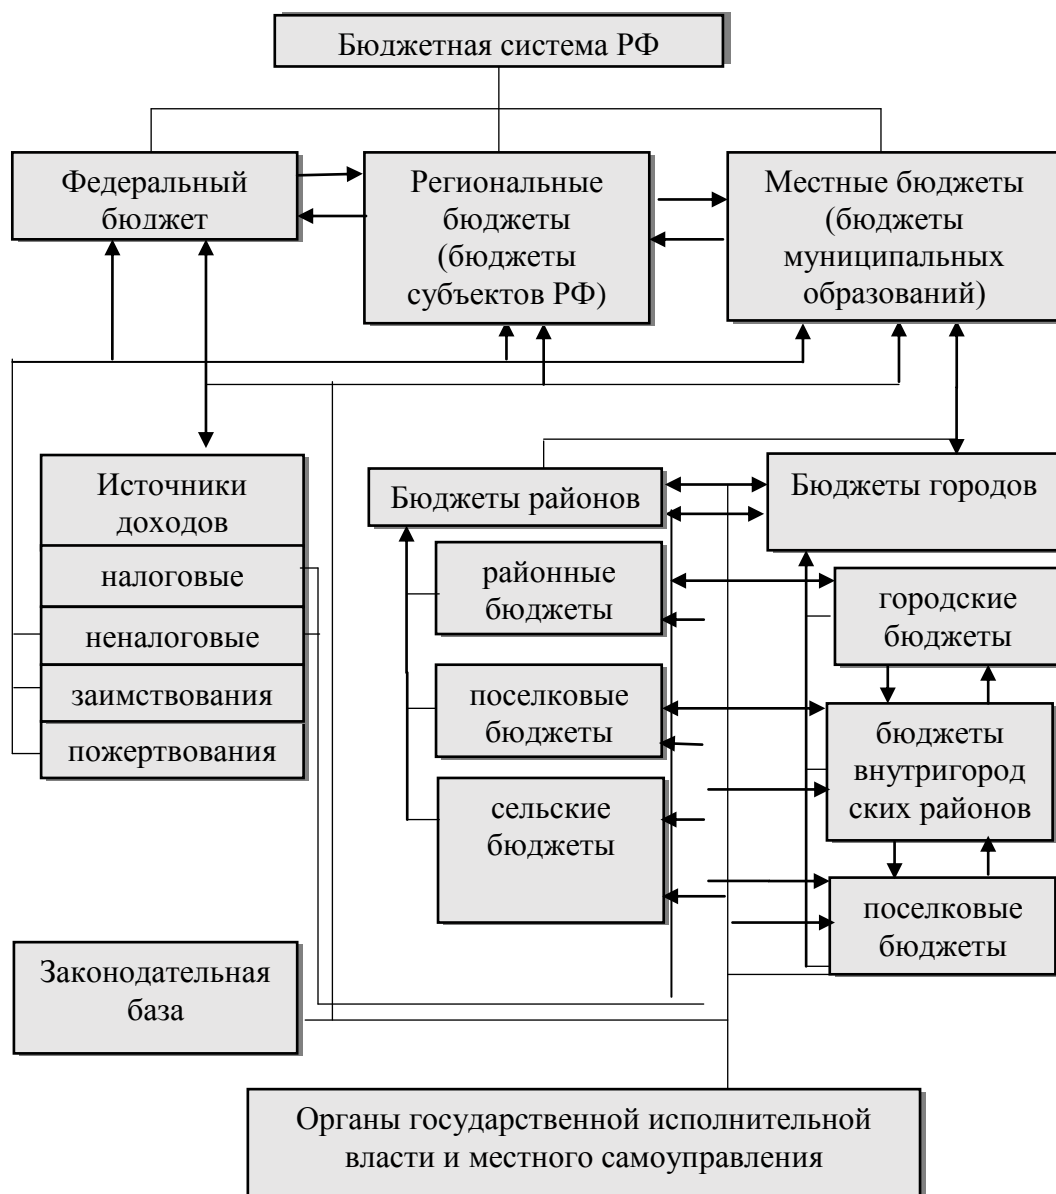 Бюджетная система РФ
Федеральный
бюджет
Региональные
бюджеты
(бюджеты
субъектов РФ)
Местные бюджеты
(бюджеты
муниципальных
образований)
Источники
доходов
налоговые
неналоговые
заимствования
пожертвования
Бюджеты районов
районные
бюджеты
поселковые
бюджеты
сельские
бюджеты
Бюджеты городов
городские
бюджеты
бюджеты
внутригород
ских районов
поселковые
бюджеты
Законодательная
база
Органы государственной исполнительной
власти и местного самоуправления